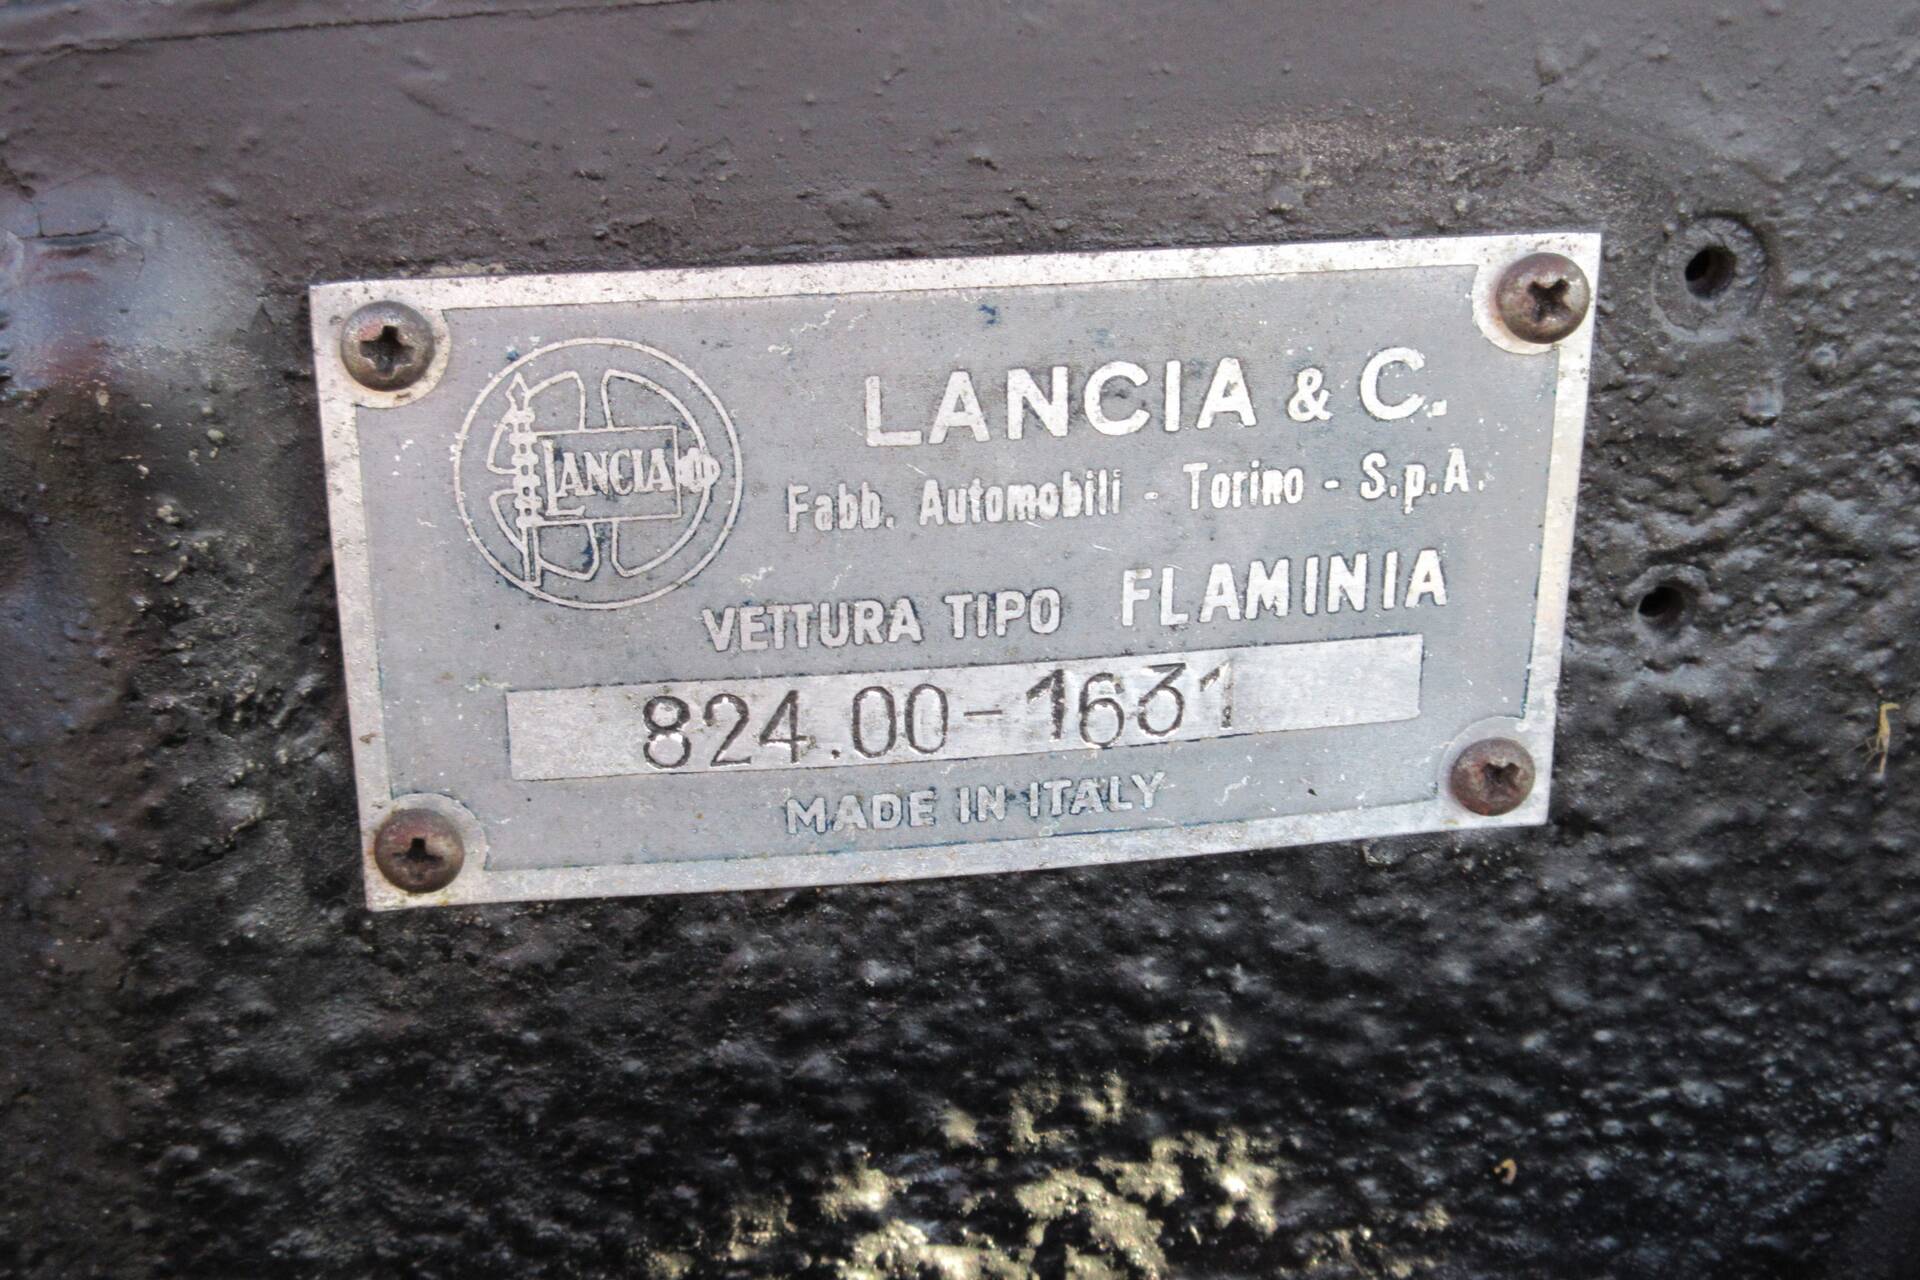 LANCIA
LANCIA & C.
Fabb. Automobili - Torino - S.p.A.
VETTURA TIPO FLAMINIA
824.00-1631
MADE IN ITALY